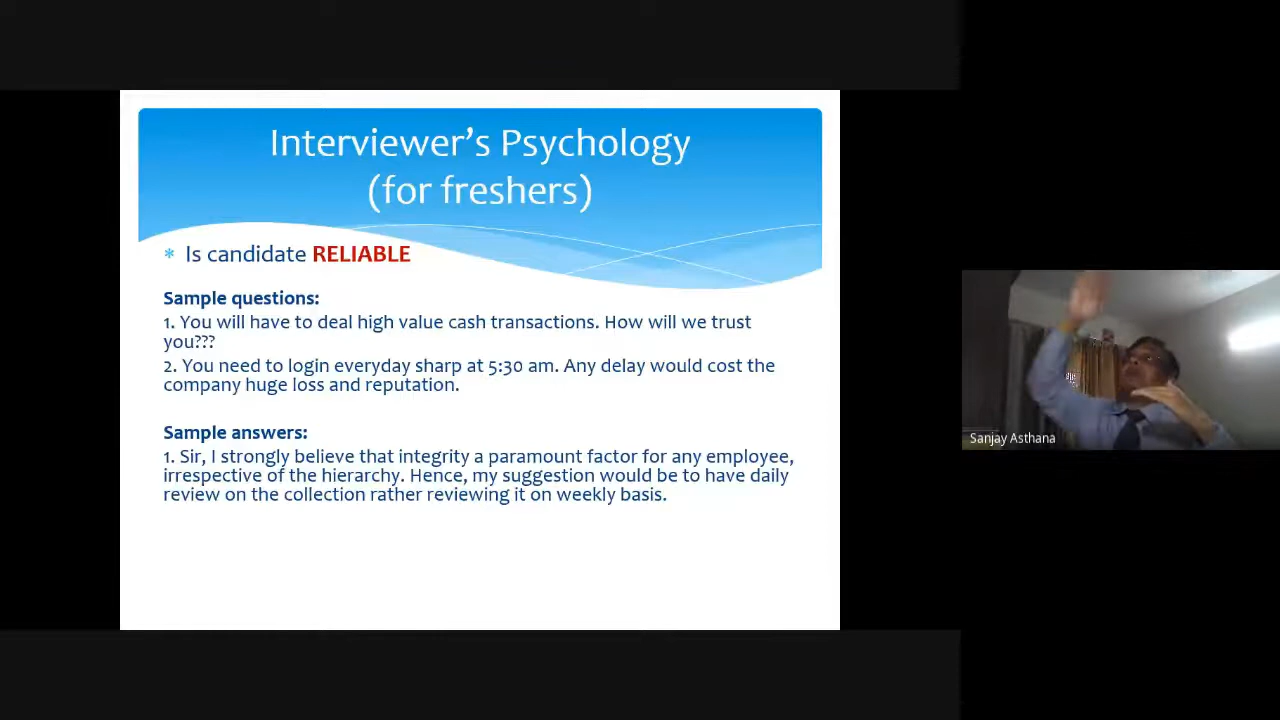 Interviewer’s Psychology
(for freshers)
* Is candidate RELIABLE
Sample questions:
1. You will have to deal high value cash transactions. How will we trust
you???
2. You need to login everyday sharp at 5:30 am. Any delay would cost the
company huge loss and reputation.
Sample answers:
1. Sir, I strongly believe that integrity a paramount factor for any employee,
irrespective of the hierarchy. Hence, my suggestion would be to have daily
review on the collection rather reviewing it on weekly basis.
Sanjay Asthana